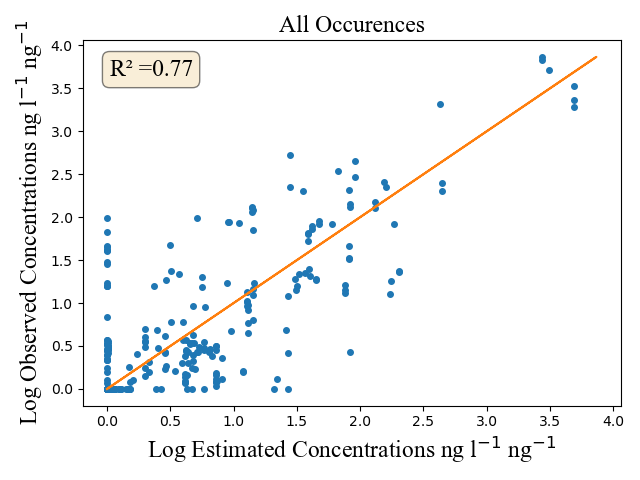 All Occurences
R² =0.77
Log Observed Concentrations ng l⁻¹ ng⁻¹
4.0
3.5
3.0
2.5
2.0
1.5
1.0
0.5
0.0
0.0 0.5 1.0 1.5 2.0 2.5 3.0 3.5 4.0
Log Estimated Concentrations ng l⁻¹ ng⁻¹